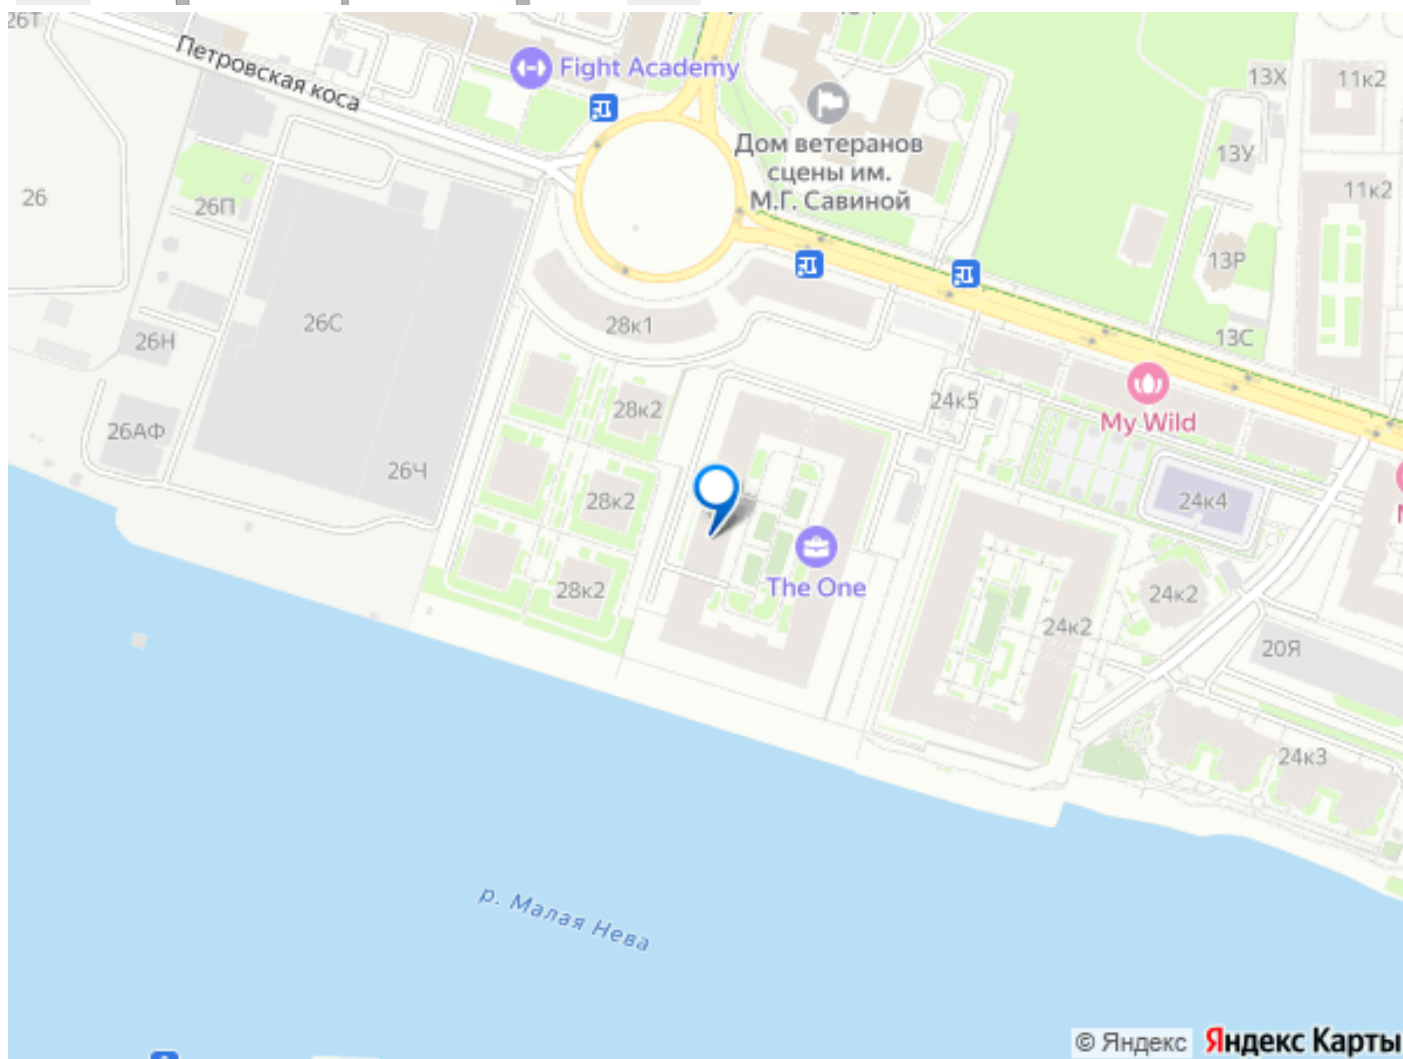 26Т
Петровская коса
Fight Academy
Дом ветеранов
сцены им.
М.Г. Савиной
13Х
11к2
13У
11к2
26
26П
13Р
26С
28к1
13С
26Н
28к2
24к5
My Wild
26АФ
26Ч
28к2
24к4
The One
28к2
24к2
24к2
20Я
24к3
р. Малая Нева
© Яндекс Яндекс Карты